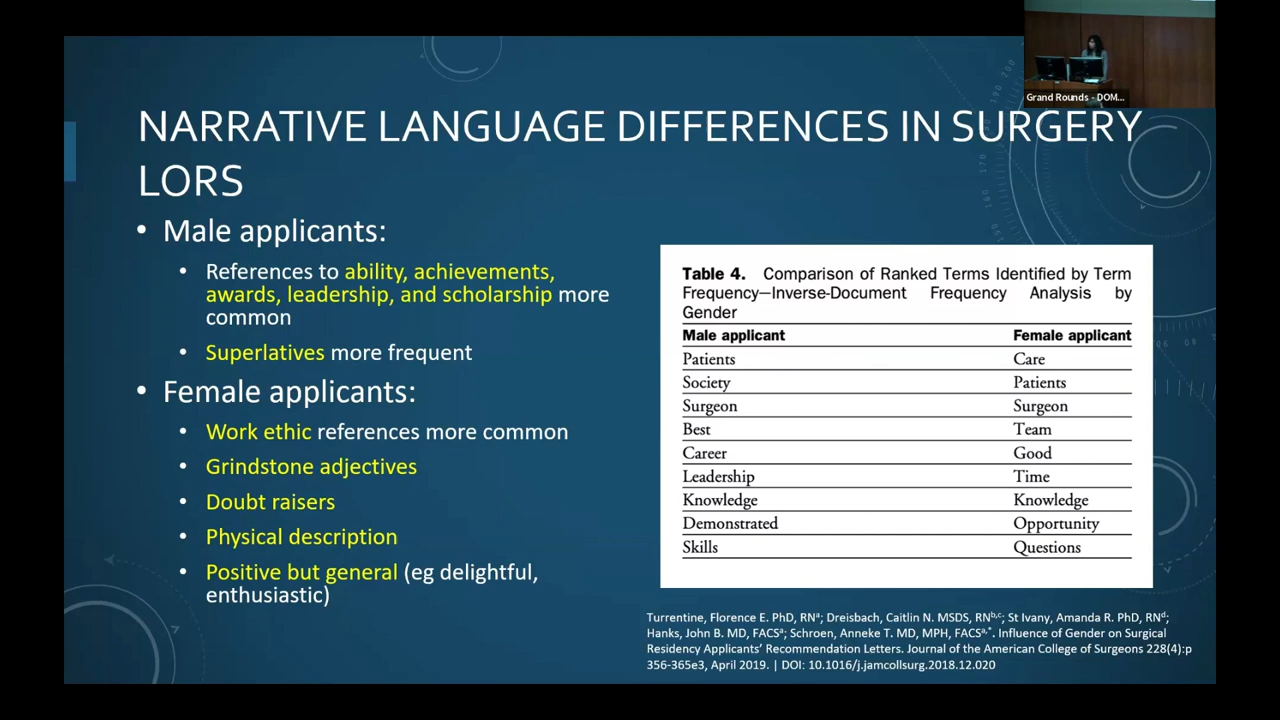 Grand Rounds - DOM...
NARRATIVE LANGUAGE DIFFERENCES IN SURGERY
LORS
• Male applicants:
• References to ability, achievements,
awards, leadership, and scholarship more
common
• Superlatives more frequent
• Female applicants:
• Work ethic references more common
• Grindstone adjectives
• Doubt raisers
• Physical description
• Positive but general (eg delightful,
enthusiastic)
Table 4. Comparison of Ranked Terms Identified by Term
Frequency—Inverse-Document Frequency Analysis by
Gender
Male applicant Female applicant
Patients Care
Society Patients
Surgeon Surgeon
Best Team
Career Good
Leadership Time
Knowledge Knowledge
Demonstrated Opportunity
Skills Questions
Turrentine, Florence E. PhD, RNᵃ; Dreisbach, Caitlin N. MSDS, RNᵇ,ᶜ; St Ivany, Amanda R. PhD, RNᵈ;
Hanks, John B. MD, FACSᵃ; Schroen, Anneke T. MD, MPH, FACSᵃ,*. Influence of Gender on Surgical
Residency Applicants' Recommendation Letters. Journal of the American College of Surgeons 228(4):p
356-365e3, April 2019. | DOI: 10.1016/j.jamcollsurg.2018.12.020